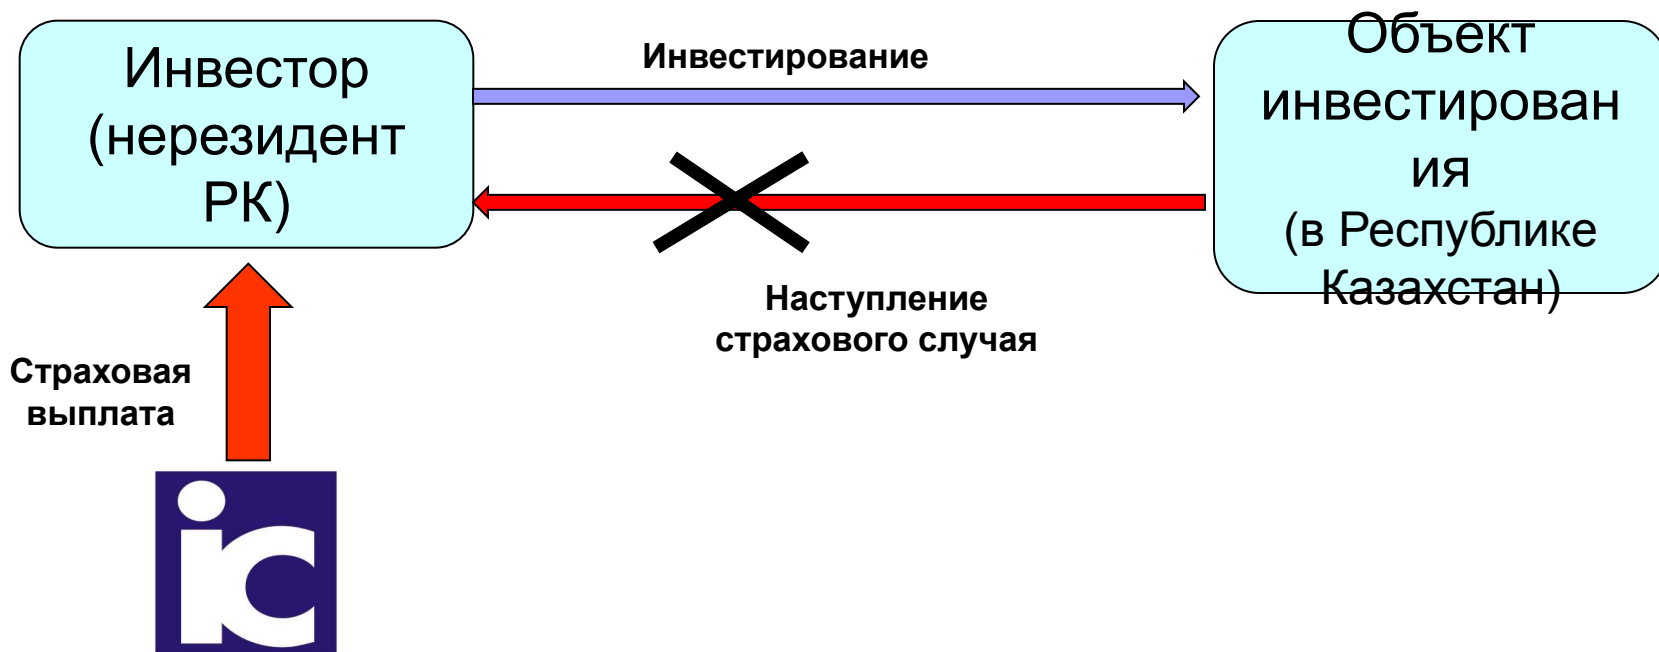 Инвестор
(нерезидент
РК)
Инвестирование
Объект
инвестирован
ия
(в Республике
Казахстан)
Наступление
страхового случая
Страховая
выплата
ic